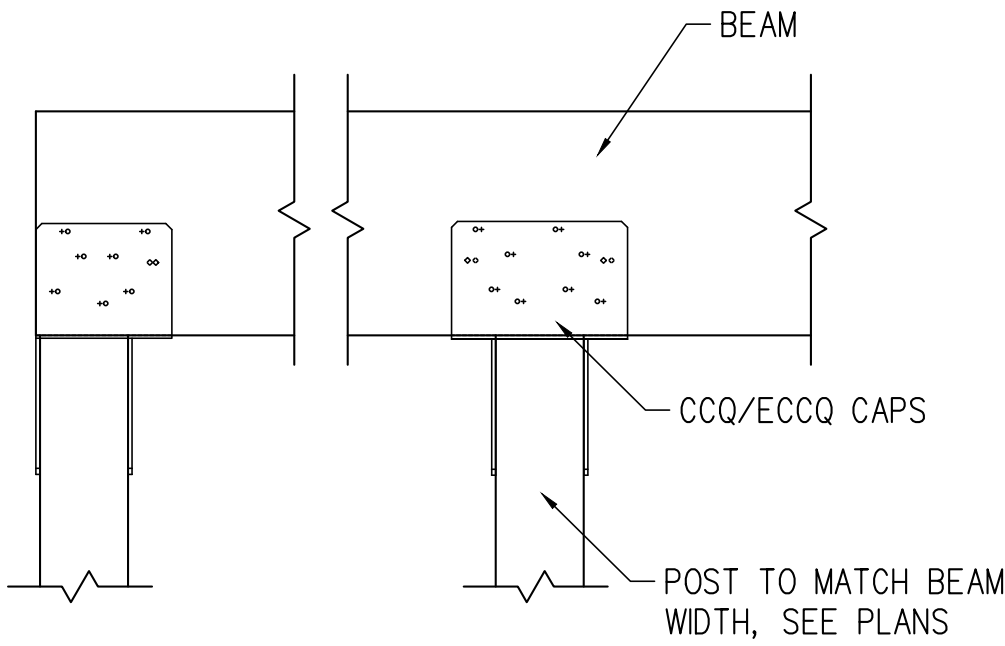 BEAM
CCQ/ECCQ CAPS
POST TO MATCH BEAM
WIDTH, SEE PLANS